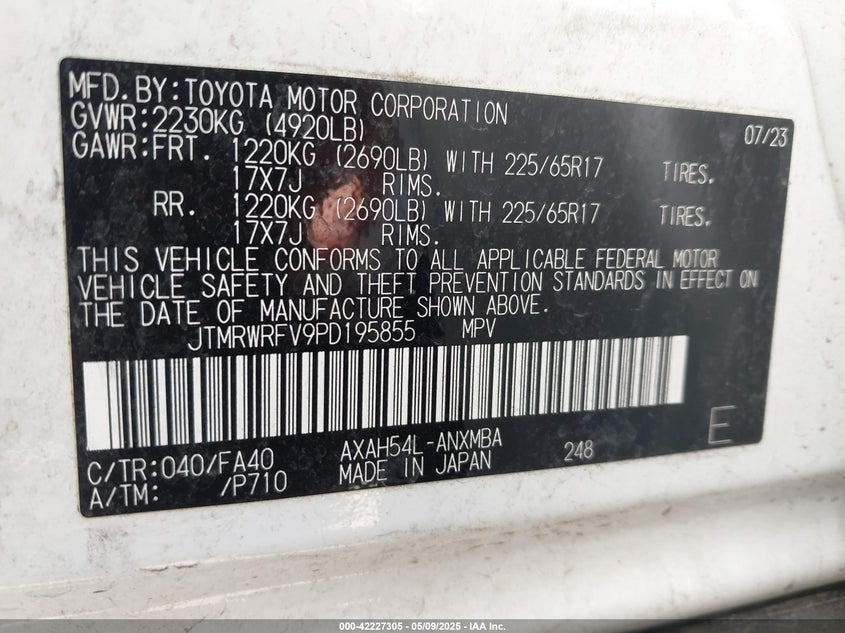 MFD.BY:TOYOTA MOTOR CORPORATION 07/23
GVWR:2230KG (4920LB)
GAWR:FRT. 1220KG (2690LB) WITH 225/65R17 TIRES.
17X7J RIMS.
RR. 1220KG (2690LB) WITH 225/65R17 TIRES.
17X7J RIMS.
THIS VEHICLE CONFORMS TO ALL APPLICABLE FEDERAL MOTOR
VEHICLE SAFETY AND THEFT PREVENTION STANDARDS IN EFFECT ON
THE DATE OF MANUFACTURE SHOWN ABOVE.
JTMRWRFV9PD195855 MPV
C/TR:040/FA40 AXAH54L-ANXMBA 248 E
A/TM: /P710 MADE IN JAPAN
000-42227305 - 05/09/2025 - IAA Inc.